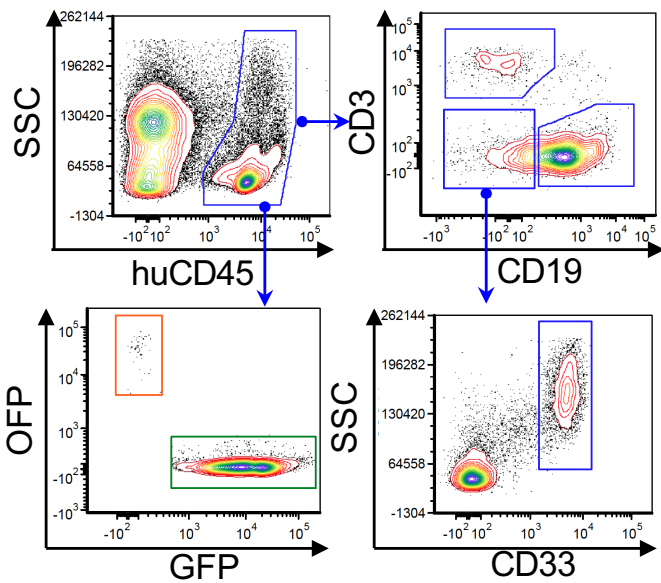 SSC
262144
196282
130420
64558
-1304
-10² 10² 10³ 10⁴ 10⁵
huCD45
CD3
10⁵
10⁴
10³
10²
-10²
-10³ -10² 10² 10³ 10⁴ 10⁵
CD19
OFP
10⁵
10⁴
10³
-10²
-10³
-10² 10² 10³ 10⁴ 10⁵
GFP
SSC
262144
196282
130420
64558
-1304
-10² 10² 10³ 10⁴ 10⁵
CD33